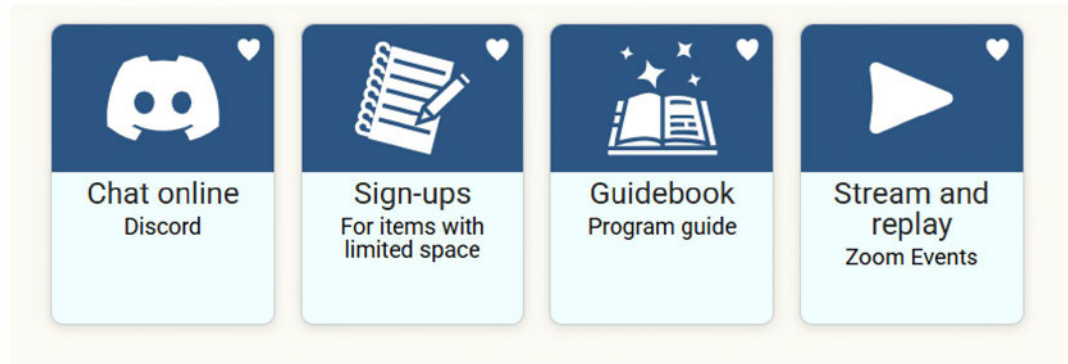 Chat online
Discord
Sign-ups
For items with
limited space
Guidebook
Program guide
Stream and
replay
Zoom Events